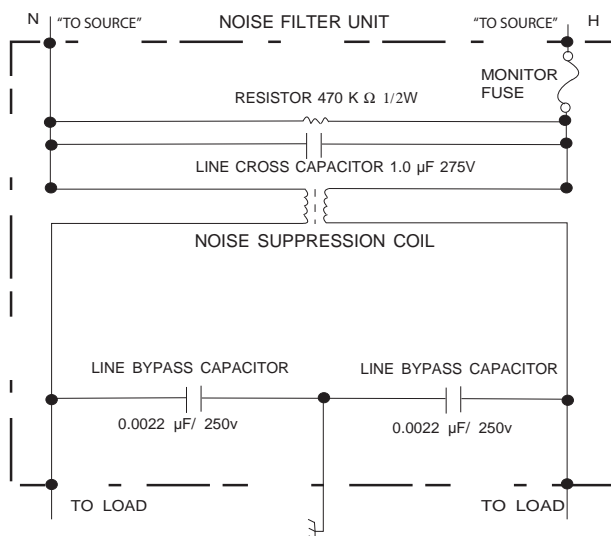 N "TO SOURCE" NOISE FILTER UNIT "TO SOURCE" H
MONITOR
FUSE
RESISTOR 470 K Ω 1/2W
LINE CROSS CAPACITOR 1.0 µF 275V
NOISE SUPPRESSION COIL
LINE BYPASS CAPACITOR LINE BYPASS CAPACITOR
0.0022 µF/ 250v 0.0022 µF/ 250v
TO LOAD TO LOAD